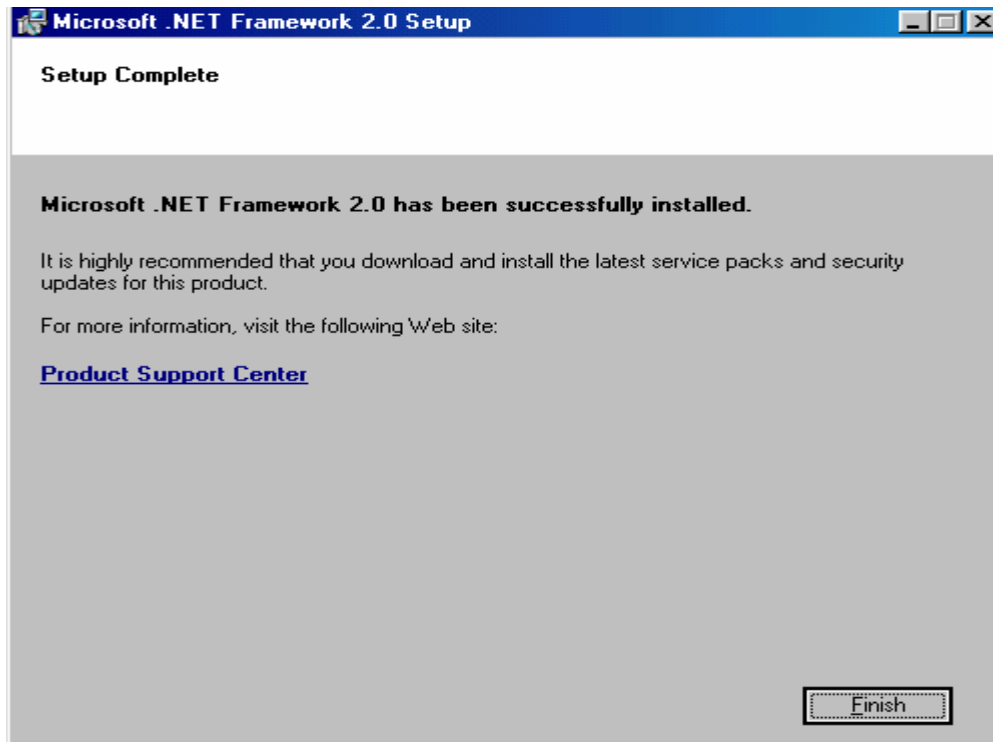 Microsoft .NET Framework 2.0 Setup
Setup Complete
Microsoft .NET Framework 2.0 has been successfully installed.
It is highly recommended that you download and install the latest service packs and security
updates for this product.
For more information, visit the following Web site:
Product Support Center
Finish